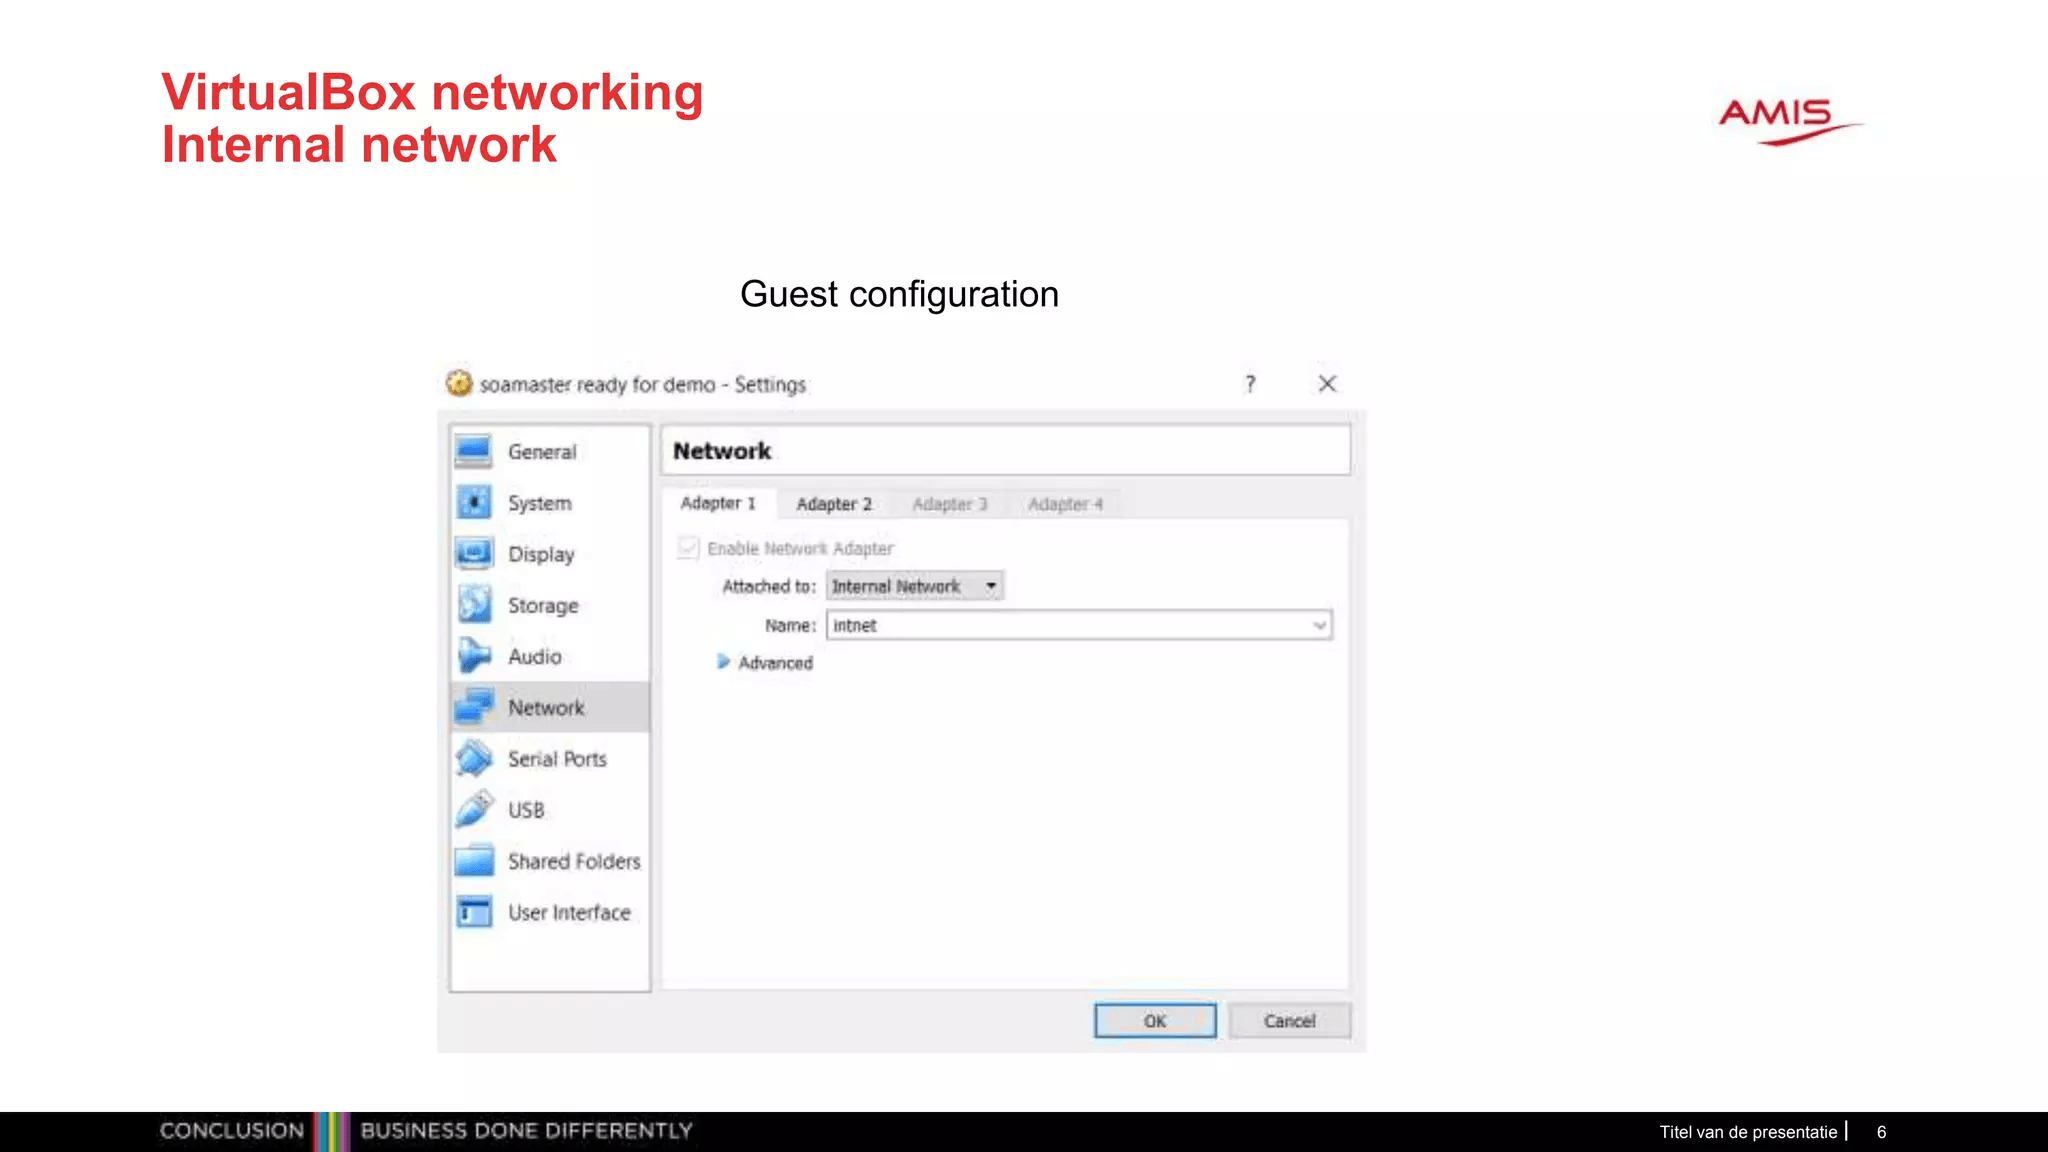 VirtualBox networking
Internal network
AMIS
Guest configuration
soamaster ready for demo - Settings
?
General
System
Display
Storage
Audio
Network
Serial Ports
USB
Shared Folders
User Interface
Network
Adapter 1 Adapter 2 Adapter 3 Adapter 4
Enable Network Adapter
Attached to: Internal Network
Name: intnet
Advanced
OK Cancel
CONCLUSION BUSINESS DONE DIFFERENTLY
Titel van de presentatie | 6